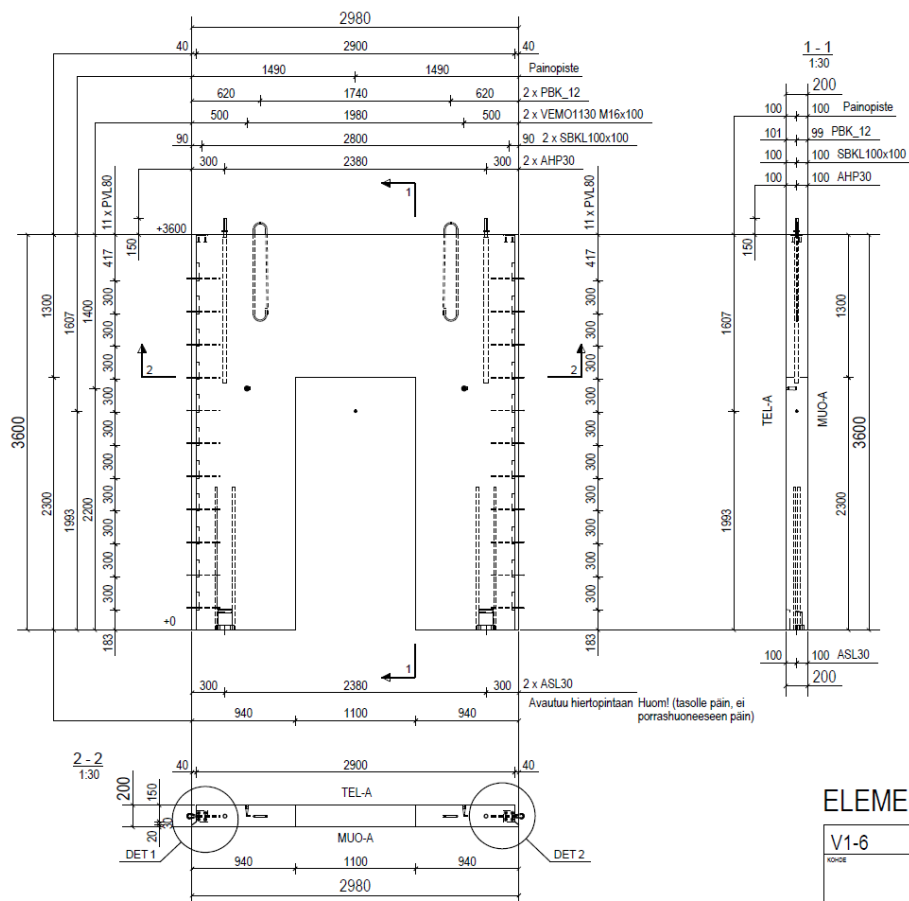 2980
40 2900 40
1490 1490 Painopiste
620 1740 2 x PBK_12
500 1980 500 2 x VEMO1130 M16x100
90 2800 90 2 x SBKL100x100
300 2380 300 2 x AHP30
1
11 x PVL80
11 x PVL80
+3600
150
417
300
300
300
300
300
300
300
300
300
300
183
1300
2300
3600
1607
1993
1400
2200
2
2
417
300
300
300
300
300
300
300
300
300
300
183
+0
1
300 2380 300 2 x ASL30
Avautuu hiertopintaan Huom! (tasolle päin, ei
porrashuoneeseen päin)
940 1100 940
1 - 1
1:30
200
100 100 Painopiste
101 99 PBK_12
100 100 SBKL100x100
100 100 AHP30
150
1607
1993
1300
2300
3600
TEL-A
MUO-A
100 100 ASL30
200
2 - 2
1:30
40 2900 40
200
150
30
20
TEL-A
MUO-A
DET 1
DET 2
940 1100 940
2980
ELEME
V1-6
KOHDE